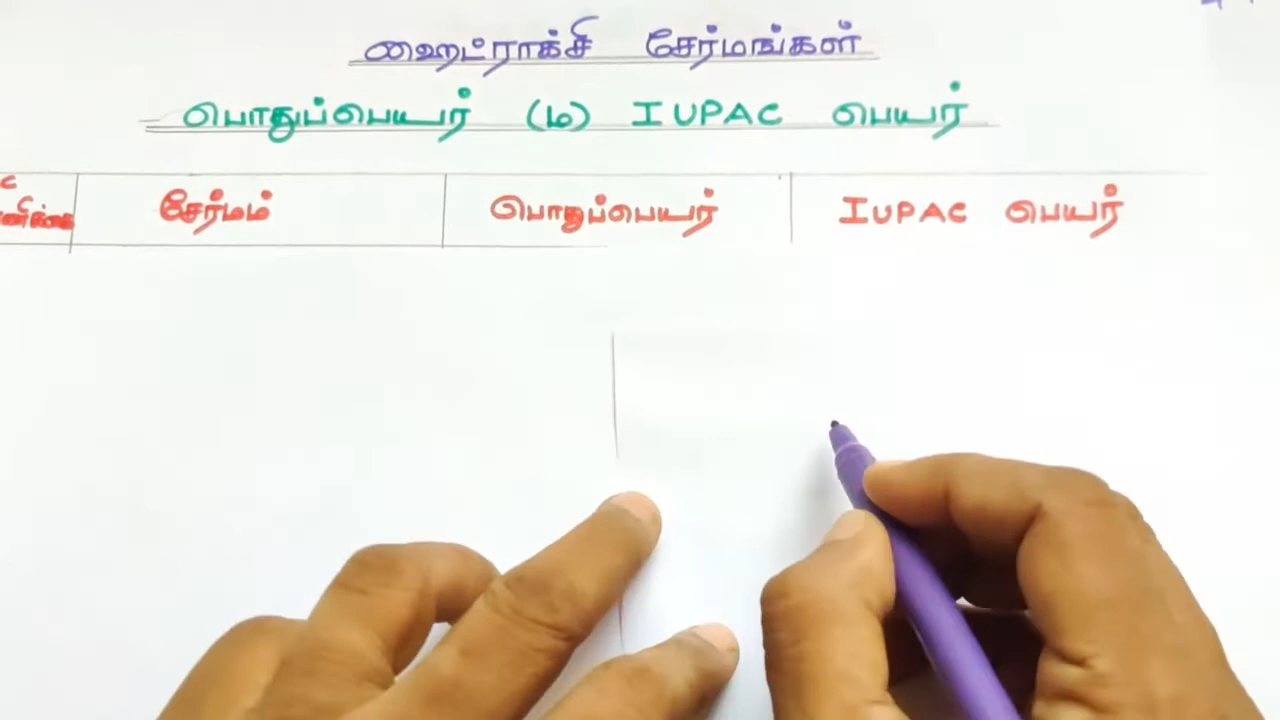 ஹைட்ராக்சி சேர்மங்கள்
பொதுப்பெயர் (ம) IUPAC பெயர்
C சேர்மம் பொதுப்பெயர் IUPAC பெயர்